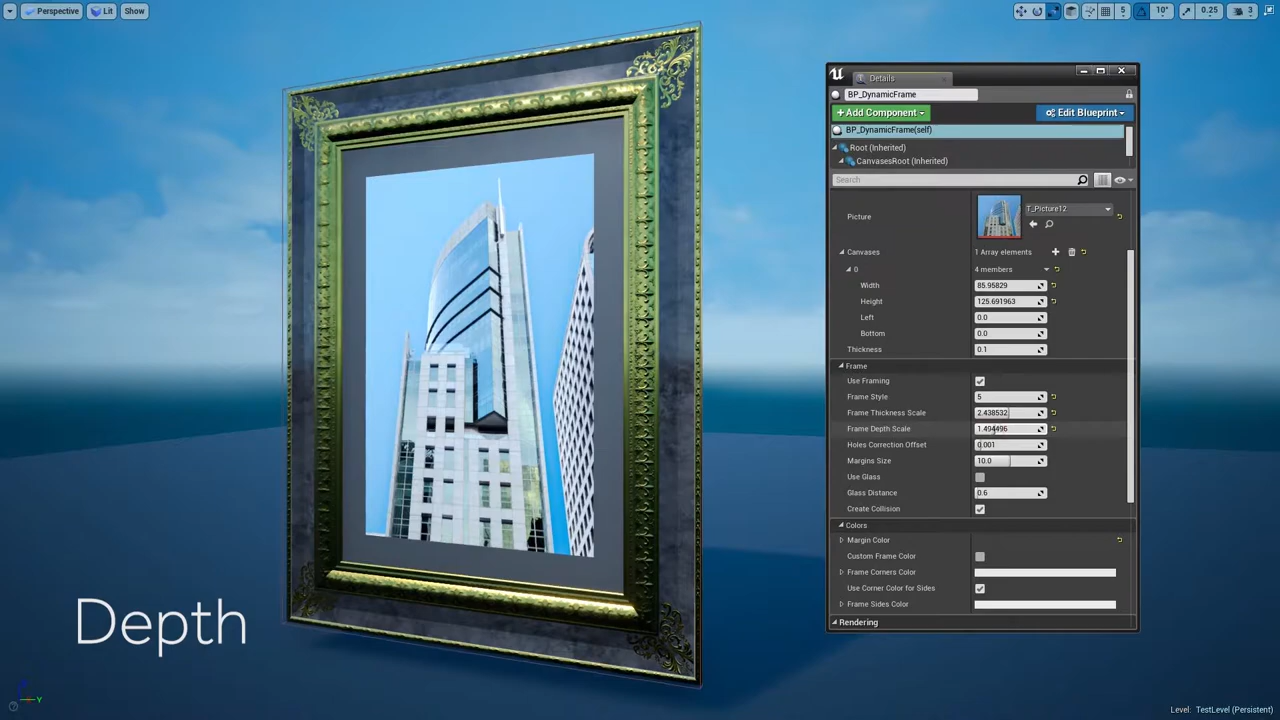 Perspective Lit Show 5 10° 0.25 3
Details
BP_DynamicFrame
+Add Component Edit Blueprint
BP_DynamicFrame(self)
Root (Inherited)
CanvasesRoot (Inherited)
Search
Picture T_Picture12
Canvases 1 Array elements
0 4 members
Width 85.95829
Height 125.691963
Left 0.0
Bottom 0.0
Thickness 0.1
Frame
Use Framing
Frame Style 5
Frame Thickness Scale 2.438532
Frame Depth Scale 1.494496
Holes Correction Offset 0.001
Margins Size 10.0
Use Glass
Glass Distance 0.6
Create Collision
Colors
Margin Color
Custom Frame Color
Frame Corners Color
Use Corner Color for Sides
Frame Sides Color
Rendering
Depth
Y
Level: TestLevel (Persistent)